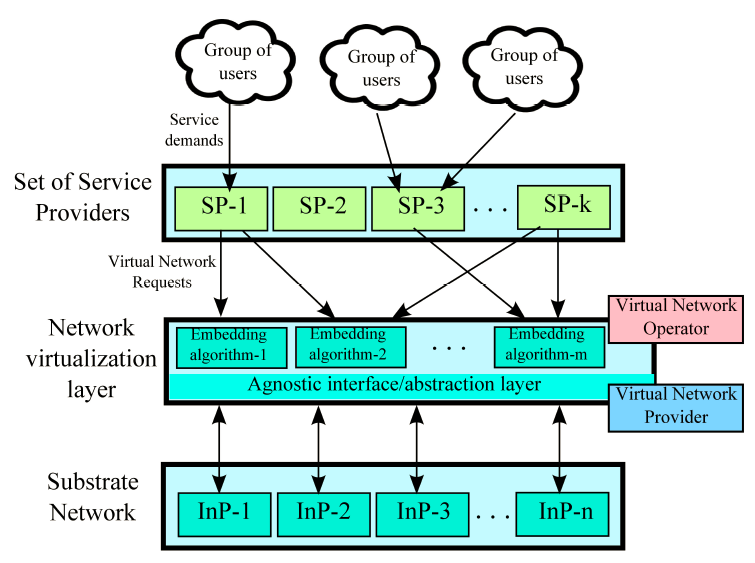 Group of
users
Group of
users
Group of
users
Service
demands
Set of Service
Providers
SP-1
SP-2
SP-3
. . .
SP-k
Virtual Network
Requests
Network
virtualization
layer
Embedding
algorithm-1
Embedding
algorithm-2
. . .
Embedding
algorithm-m
Agnostic interface/abstraction layer
Virtual Network
Operator
Virtual Network
Provider
Substrate
Network
InP-1
InP-2
InP-3
. . .
InP-n